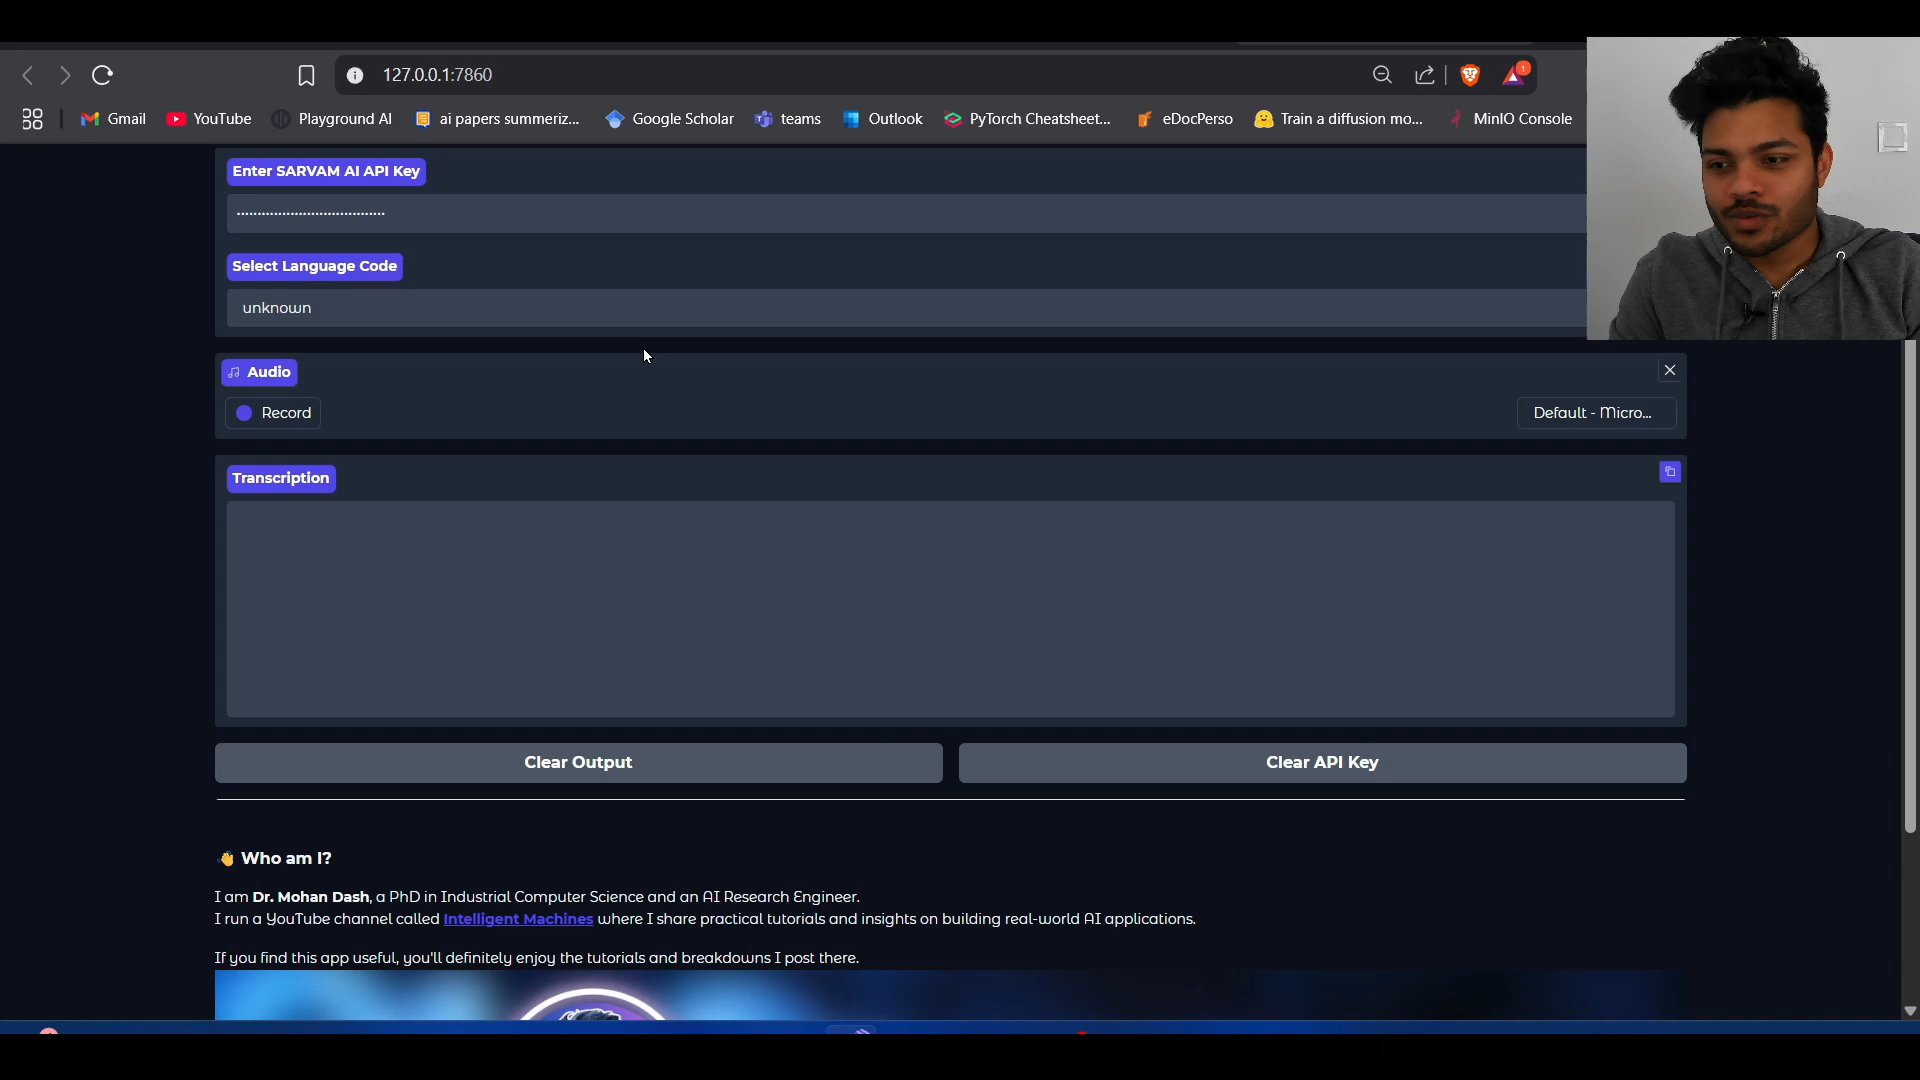 127.0.0.1:7860
1
Gmail
YouTube
Playground AI
ai papers summeriz...
Google Scholar
teams
Outlook
PyTorch Cheatsheet...
eDocPerso
Train a diffusion mo...
MinIO Console
Enter SARVAM AI API Key
Select Language Code
unknown
Audio
Record
Default - Micro...
Transcription
Clear Output
Clear API Key
👋 Who am I?
I am Dr. Mohan Dash, a PhD in Industrial Computer Science and an AI Research Engineer.
I run a YouTube channel called Intelligent Machines where I share practical tutorials and insights on building real-world AI applications.
If you find this app useful, you'll definitely enjoy the tutorials and breakdowns I post there.